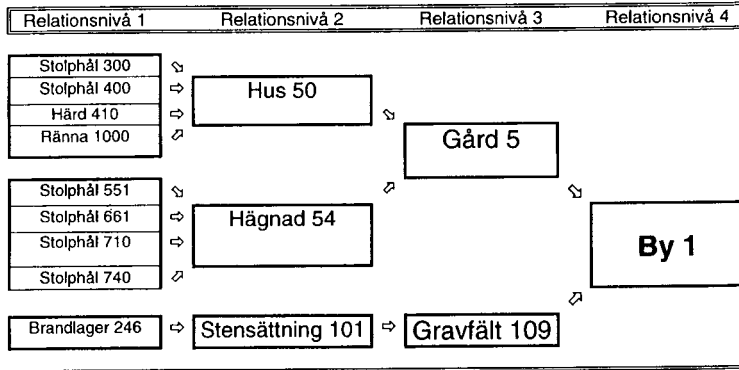 Relationsnivå 1 Relationsnivå 2 Relationsnivå 3 Relationsnivå 4
Stolphål 300
Stolphål 400
Härd 410
Ränna 1000
Hus 50
Gård 5
Stolphål 551
Stolphål 661
Stolphål 710
Stolphål 740
Hägnad 54
By 1
Brandlager 246
Stensättning 101
Gravfält 109